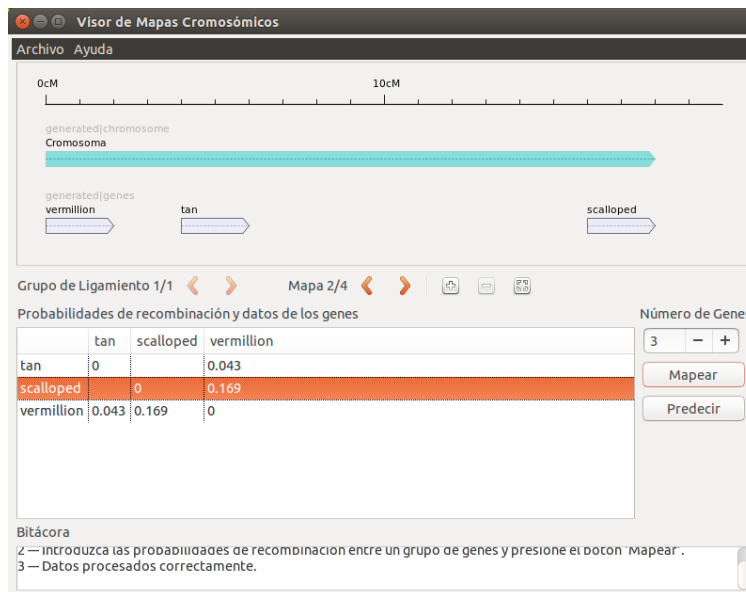 Visor de Mapas Cromosómicos
Archivo Ayuda
0cM 10cM
generated|chromosome
Cromosoma
generated|genes
vermillion tan scalloped
Grupo de Ligamiento 1/1 Mapa 2/4
Probabilidades de recombinación y datos de los genes Número de Gene
tan scalloped vermillion
tan 0 0.043
scalloped 0 0.169
vermillion 0.043 0.169 0
3 − +
Mapear
Predecir
Bitácora
2 — Introduzca las probabilidades de recombinación entre un grupo de genes y presione el botón 'Mapear'.
3 — Datos procesados correctamente.